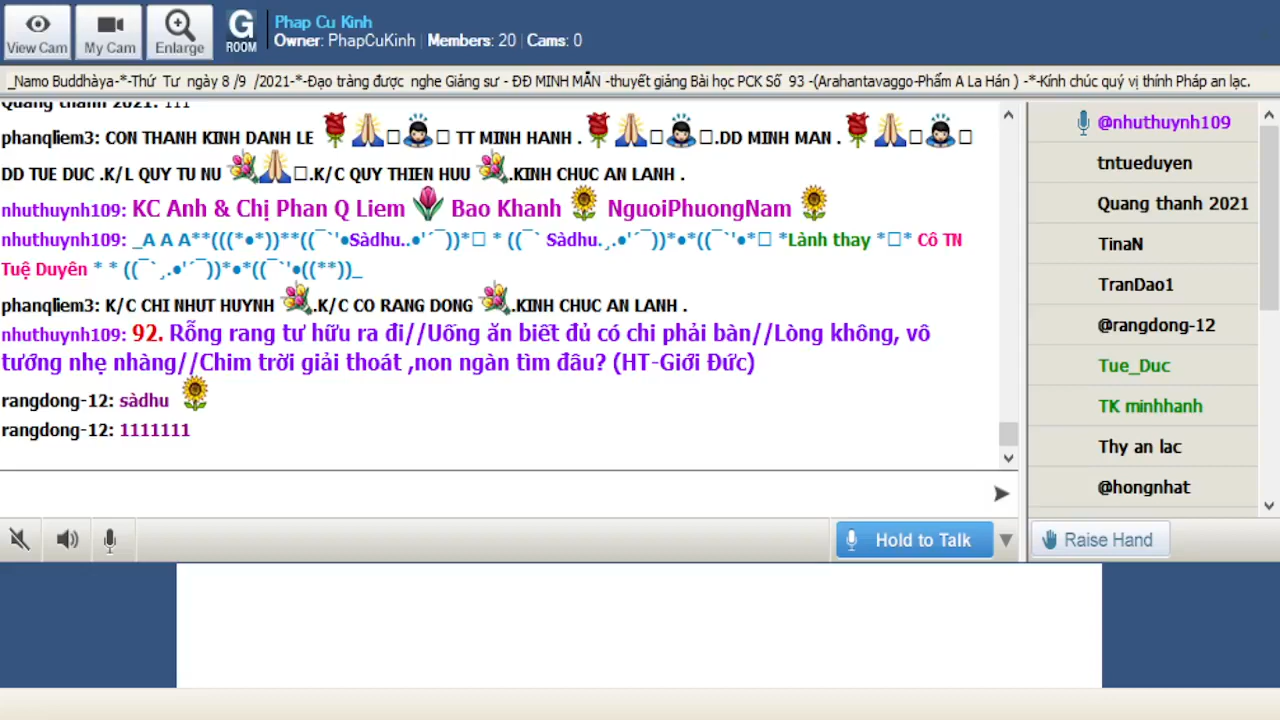 View Cam
My Cam
Enlarge
G
ROOM
Phap Cu Kinh
Owner: PhapCuKinh | Members: 20 | Cams: 0
_Namo Buddhàya-*-Thứ Tư ngày 8 /9 /2021-*-Đạo tràng được nghe Giảng sư - ĐĐ MINH MẪN -thuyết giảng Bài học PCK Số 93 -(Arahantavaggo-Phẩm A La Hán ) -*-Kính chúc quý vị thính Pháp an lạc.
Quang thanh 2021: 111
phanqliem3: CON THANH KINH DANH LE 🌹🙏□🙇□ TT MINH HANH .🌹🙏□🙇□.DD MINH MAN .🌹🙏□🙇□
DD TUE DUC .K/L QUY TU NU 💐🙏□.K/C QUY THIEN HUU 💐.KINH CHUC AN LANH .
nhuthuynh109: KC Anh & Chị Phan Q Liem 🌷 Bao Khanh 🌻 NguoiPhuongNam 🌻
nhuthuynh109: _A A A**(((*•*))**((¯`'•Sàdhu..•'´¯))*□ * ((¯` Sàdhu.¸.•'´¯))*•*((¯`'•*□ *Lành thay *□* Cô TN
Tuệ Duyên * * ((¯`¸.•'´¯))*•*((¯`'•((**))_
phanqliem3: K/C CHI NHUT HUYNH 💐.K/C CO RANG DONG 💐.KINH CHUC AN LANH .
nhuthuynh109: 92. Rỗng rang tư hữu ra đi//Uống ăn biết đủ có chi phải bàn//Lòng không, vô
tướng nhẹ nhàng//Chim trời giải thoát ,non ngàn tìm đâu? (HT-Giới Đức)
rangdong-12: sàdhu 🌻
rangdong-12: 1111111
@nhuthuynh109
tntueduyen
Quang thanh 2021
TinaN
TranDao1
@rangdong-12
Tue_Duc
TK minhhanh
Thy an lac
@hongnhat
Hold to Talk
Raise Hand